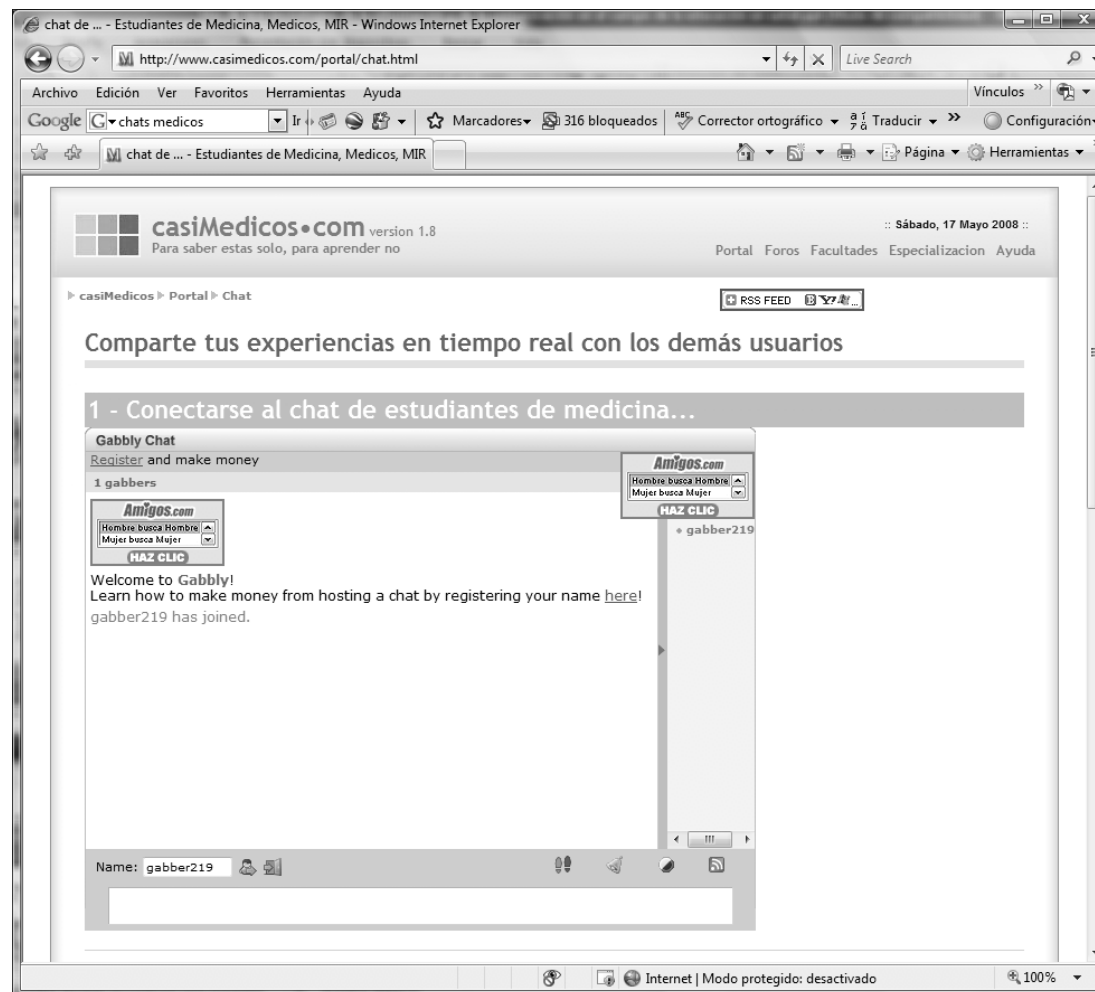 chat de ... - Estudiantes de Medicina, Medicos, MIR - Windows Internet Explorer
http://www.casimedicos.com/portal/chat.html
Live Search
Archivo Edición Ver Favoritos Herramientas Ayuda
Vínculos »
Google G chats medicos Ir Marcadores 316 bloqueados ABC Corrector ortográfico Traducir » Configuración
chat de ... - Estudiantes de Medicina, Medicos, MIR
Página Herramientas
casiMedicos•com version 1.8
Para saber estas solo, para aprender no
:: Sábado, 17 Mayo 2008 ::
Portal Foros Facultades Especializacion Ayuda
casiMedicos Portal Chat
RSS FEED
Comparte tus experiencias en tiempo real con los demás usuarios
1 - Conectarse al chat de estudiantes de medicina...
Gabbly Chat
Register and make money
1 gabbers
Amigos.com
Hombre busca Hombre
Mujer busca Mujer
HAZ CLIC
gabber219
Amigos.com
Hombre busca Hombre
Mujer busca Mujer
HAZ CLIC
Welcome to Gabbly!
Learn how to make money from hosting a chat by registering your name here!
gabber219 has joined.
Name: gabber219
Internet | Modo protegido: desactivado
100%